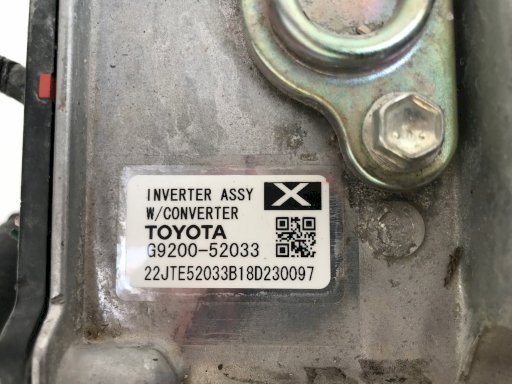 INVERTER ASSY X
W/CONVERTER
TOYOTA
G9200-52033
22JTE52033B18D230097